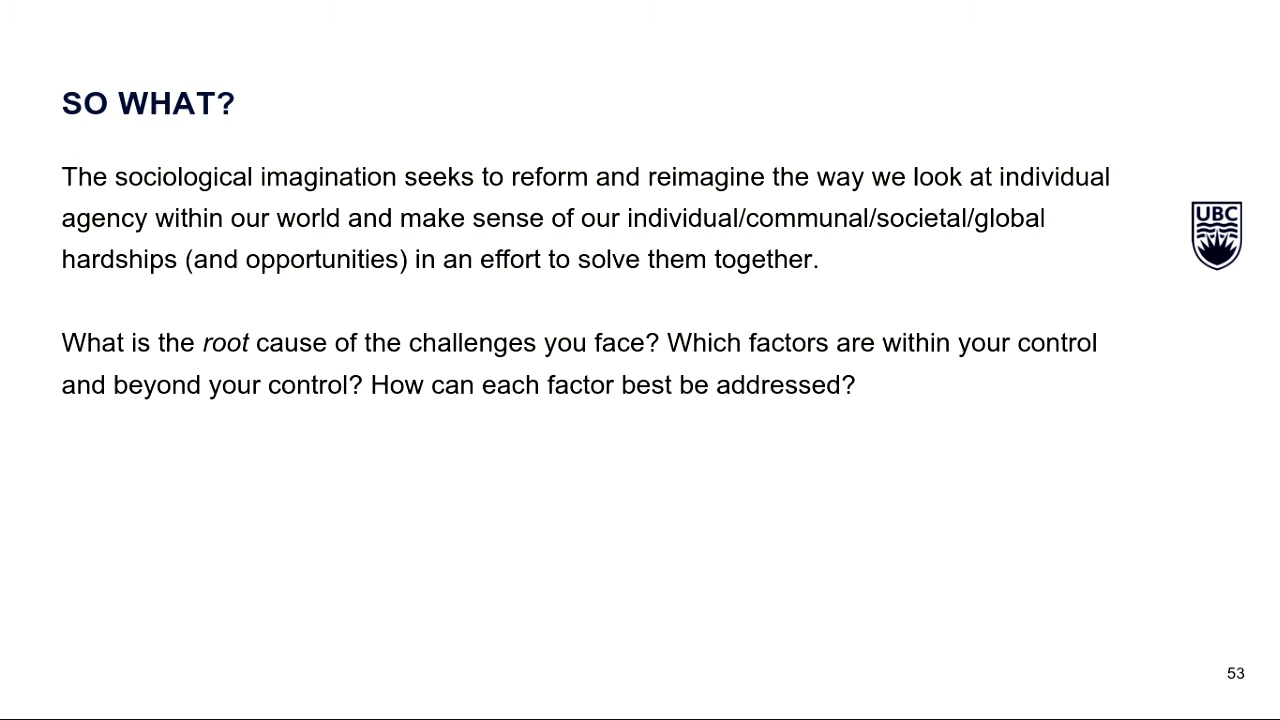 SO WHAT?
The sociological imagination seeks to reform and reimagine the way we look at individual
agency within our world and make sense of our individual/communal/societal/global
hardships (and opportunities) in an effort to solve them together.
UBC
What is the root cause of the challenges you face? Which factors are within your control
and beyond your control? How can each factor best be addressed?
53